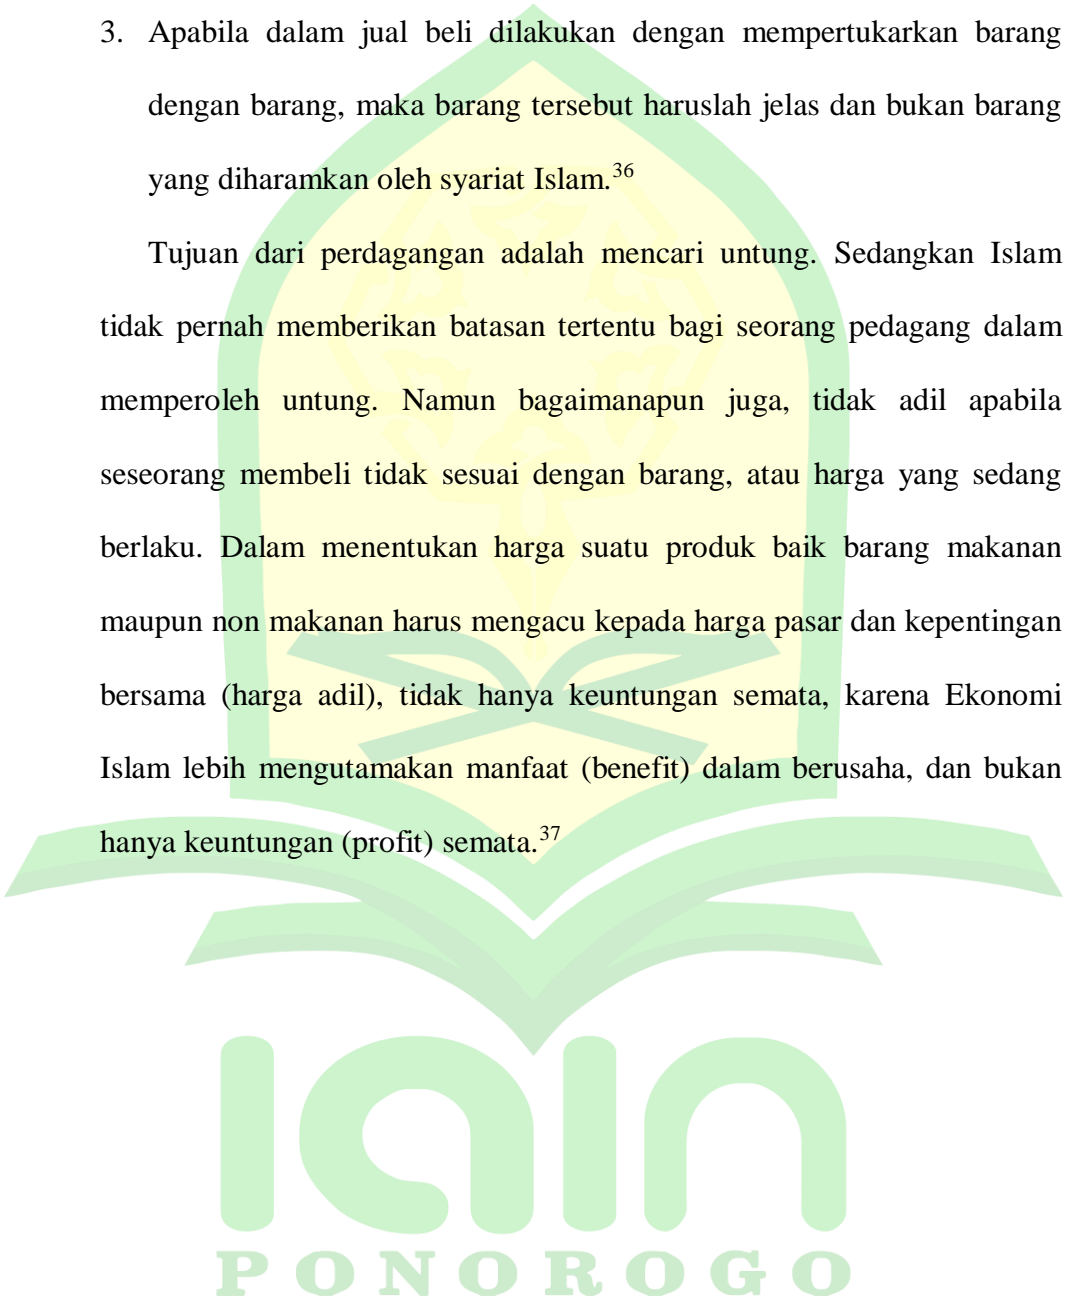 3. Apabila dalam jual beli dilakukan dengan mempertukarkan barang
dengan barang, maka barang tersebut haruslah jelas dan bukan barang
yang diharamkan oleh syariat Islam.36
Tujuan dari perdagangan adalah mencari untung. Sedangkan Islam
tidak pernah memberikan batasan tertentu bagi seorang pedagang dalam
memperoleh untung. Namun bagaimanapun juga, tidak adil apabila
seseorang membeli tidak sesuai dengan barang, atau harga yang sedang
berlaku. Dalam menentukan harga suatu produk baik barang makanan
maupun non makanan harus mengacu kepada harga pasar dan kepentingan
bersama (harga adil), tidak hanya keuntungan semata, karena Ekonomi
Islam lebih mengutamakan manfaat (benefit) dalam berusaha, dan bukan
hanya keuntungan (profit) semata.37
iain
PONOROGO